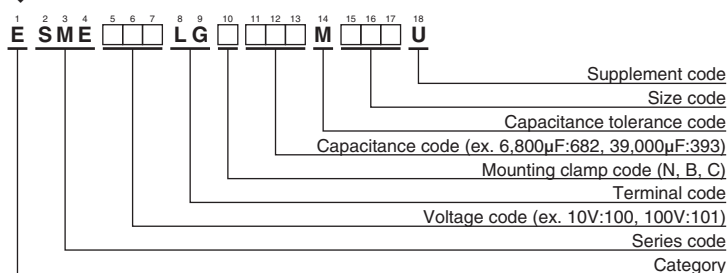 1 2 3 4 5 6 7 8 9 10 11 12 13 14 15 16 17 18
E SME □□□ LG □ □□□ M □□□ U
Supplement code
Size code
Capacitance tolerance code
Capacitance code (ex. 6,800µF:682, 39,000µF:393)
Mounting clamp code (N, B, C)
Terminal code
Voltage code (ex. 10V:100, 100V:101)
Series code
Category